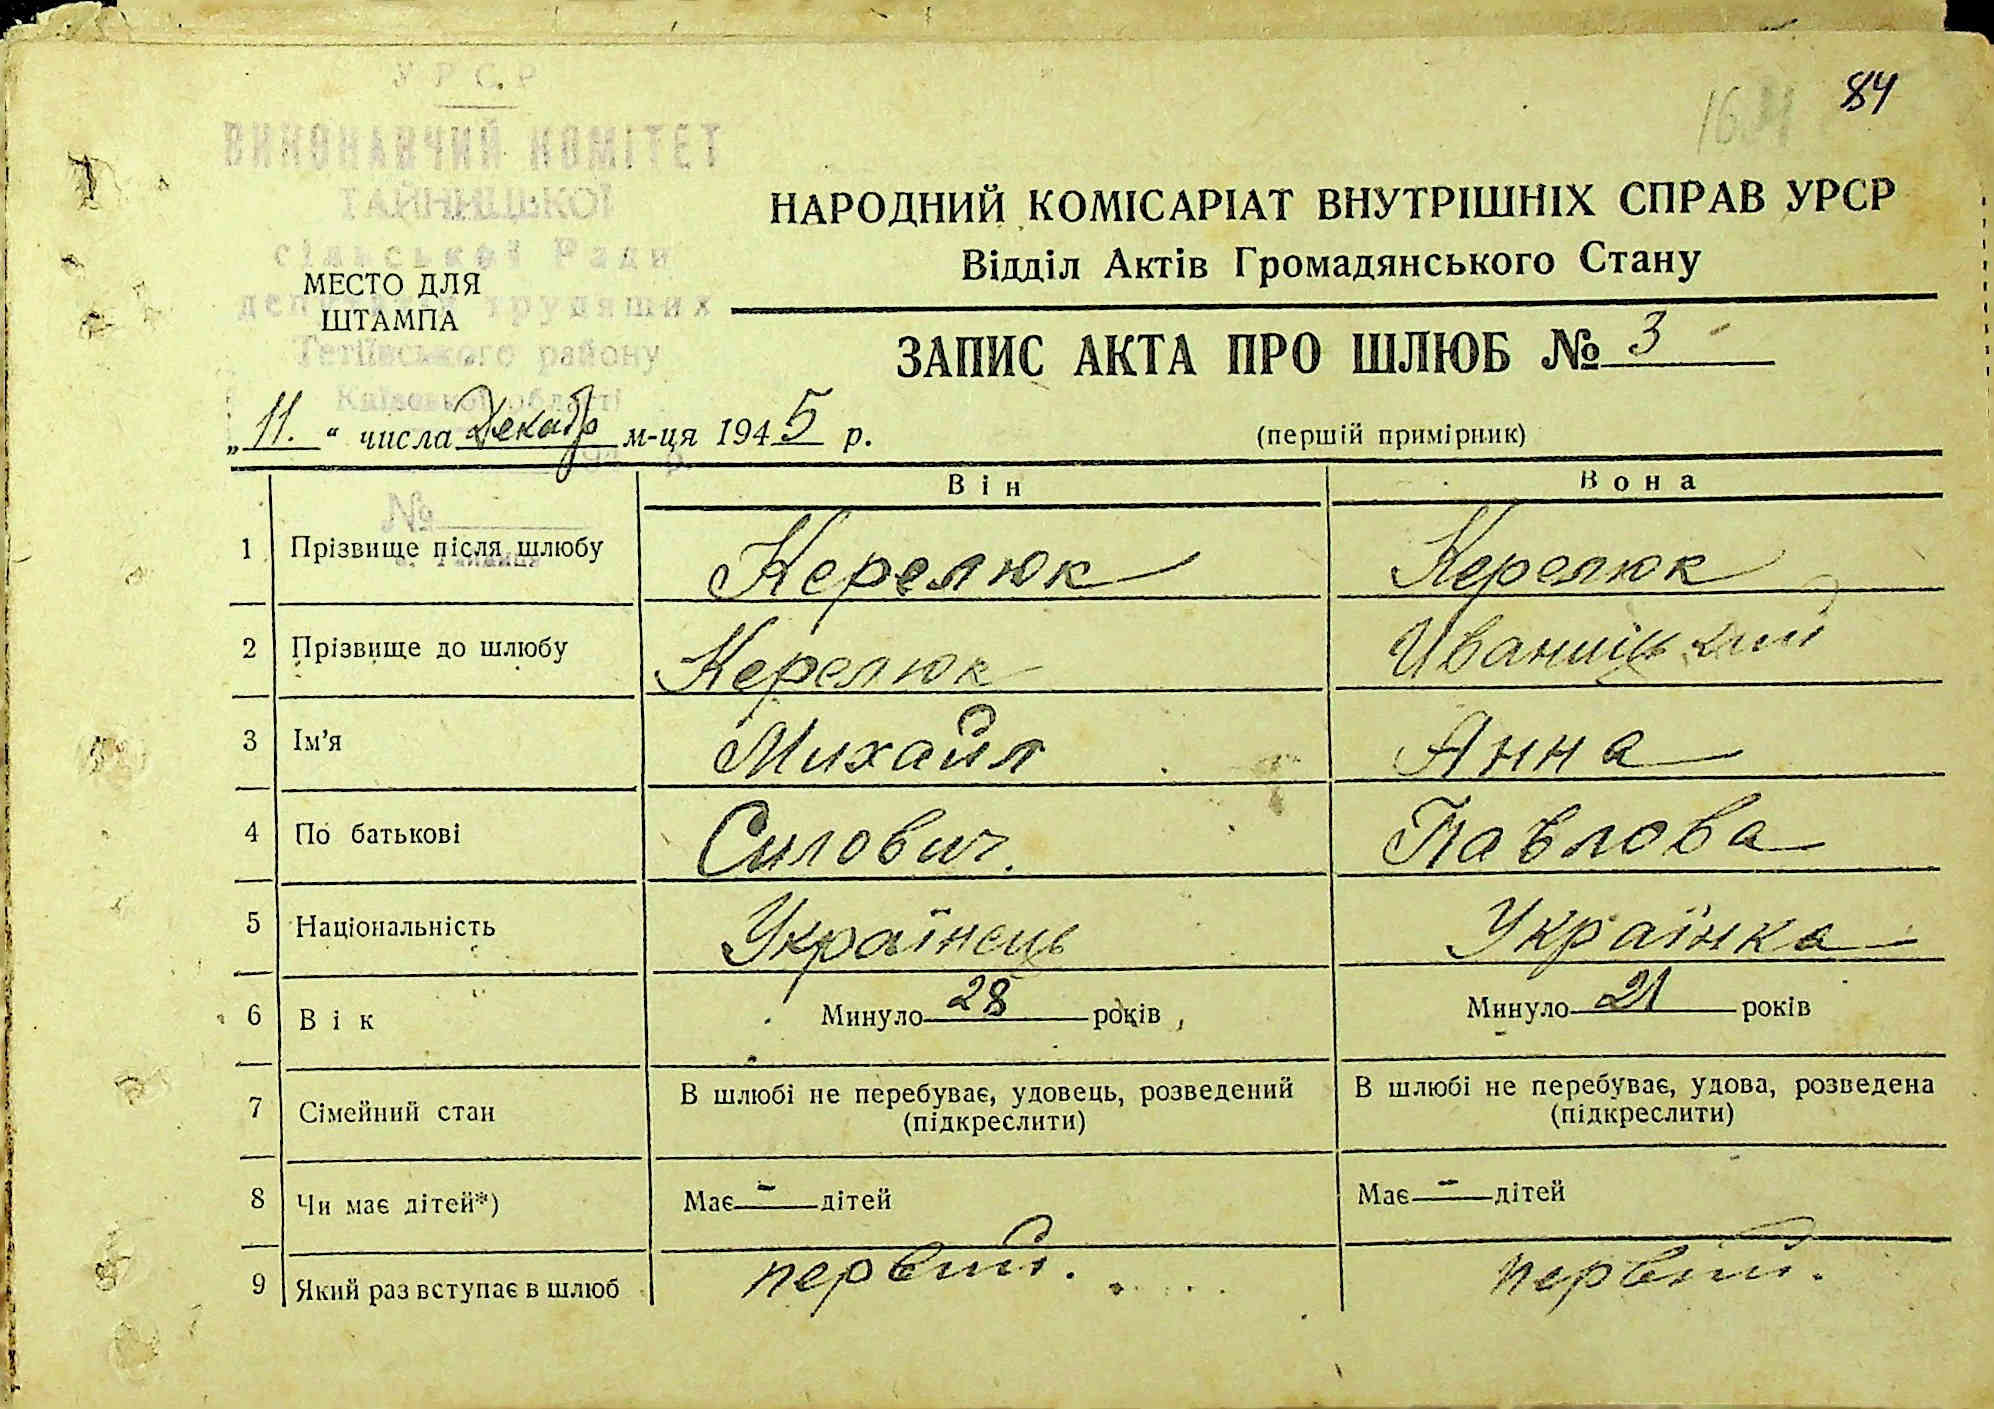 84
УРСР
ВИКОНАВЧИЙ КОМІТЕТ
ТАЙНИЦЬКОЇ
сільської Ради
депутатів трудящих
Тетіївського району
Київської області
МЕСТО ДЛЯ
ШТАМПА
НАРОДНИЙ КОМІСАРІАТ ВНУТРІШНІХ СПРАВ УРСР
Відділ Актів Громадянського Стану
ЗАПИС АКТА ПРО ШЛЮБ № 3
„11." числа Декабр м-ця 1945 р.
(першій примірник)
№
Він Вона
1 Прізвище після шлюбу Керелюк Керелюк
2 Прізвище до шлюбу Керелюк Иваницкий
3 Ім'я Михайл Анна
4 По батькові Силович. Павлова
5 Національність Українець Українка
6 Вік Минуло 28 років Минуло 21 років
7 Сімейний стан В шлюбі не перебуває, удовець, розведений (підкреслити) В шлюбі не перебуває, удова, розведена (підкреслити)
8 Чи має дітей*) Має - дітей Має - дітей
9 Який раз вступає в шлюб первий. первий.